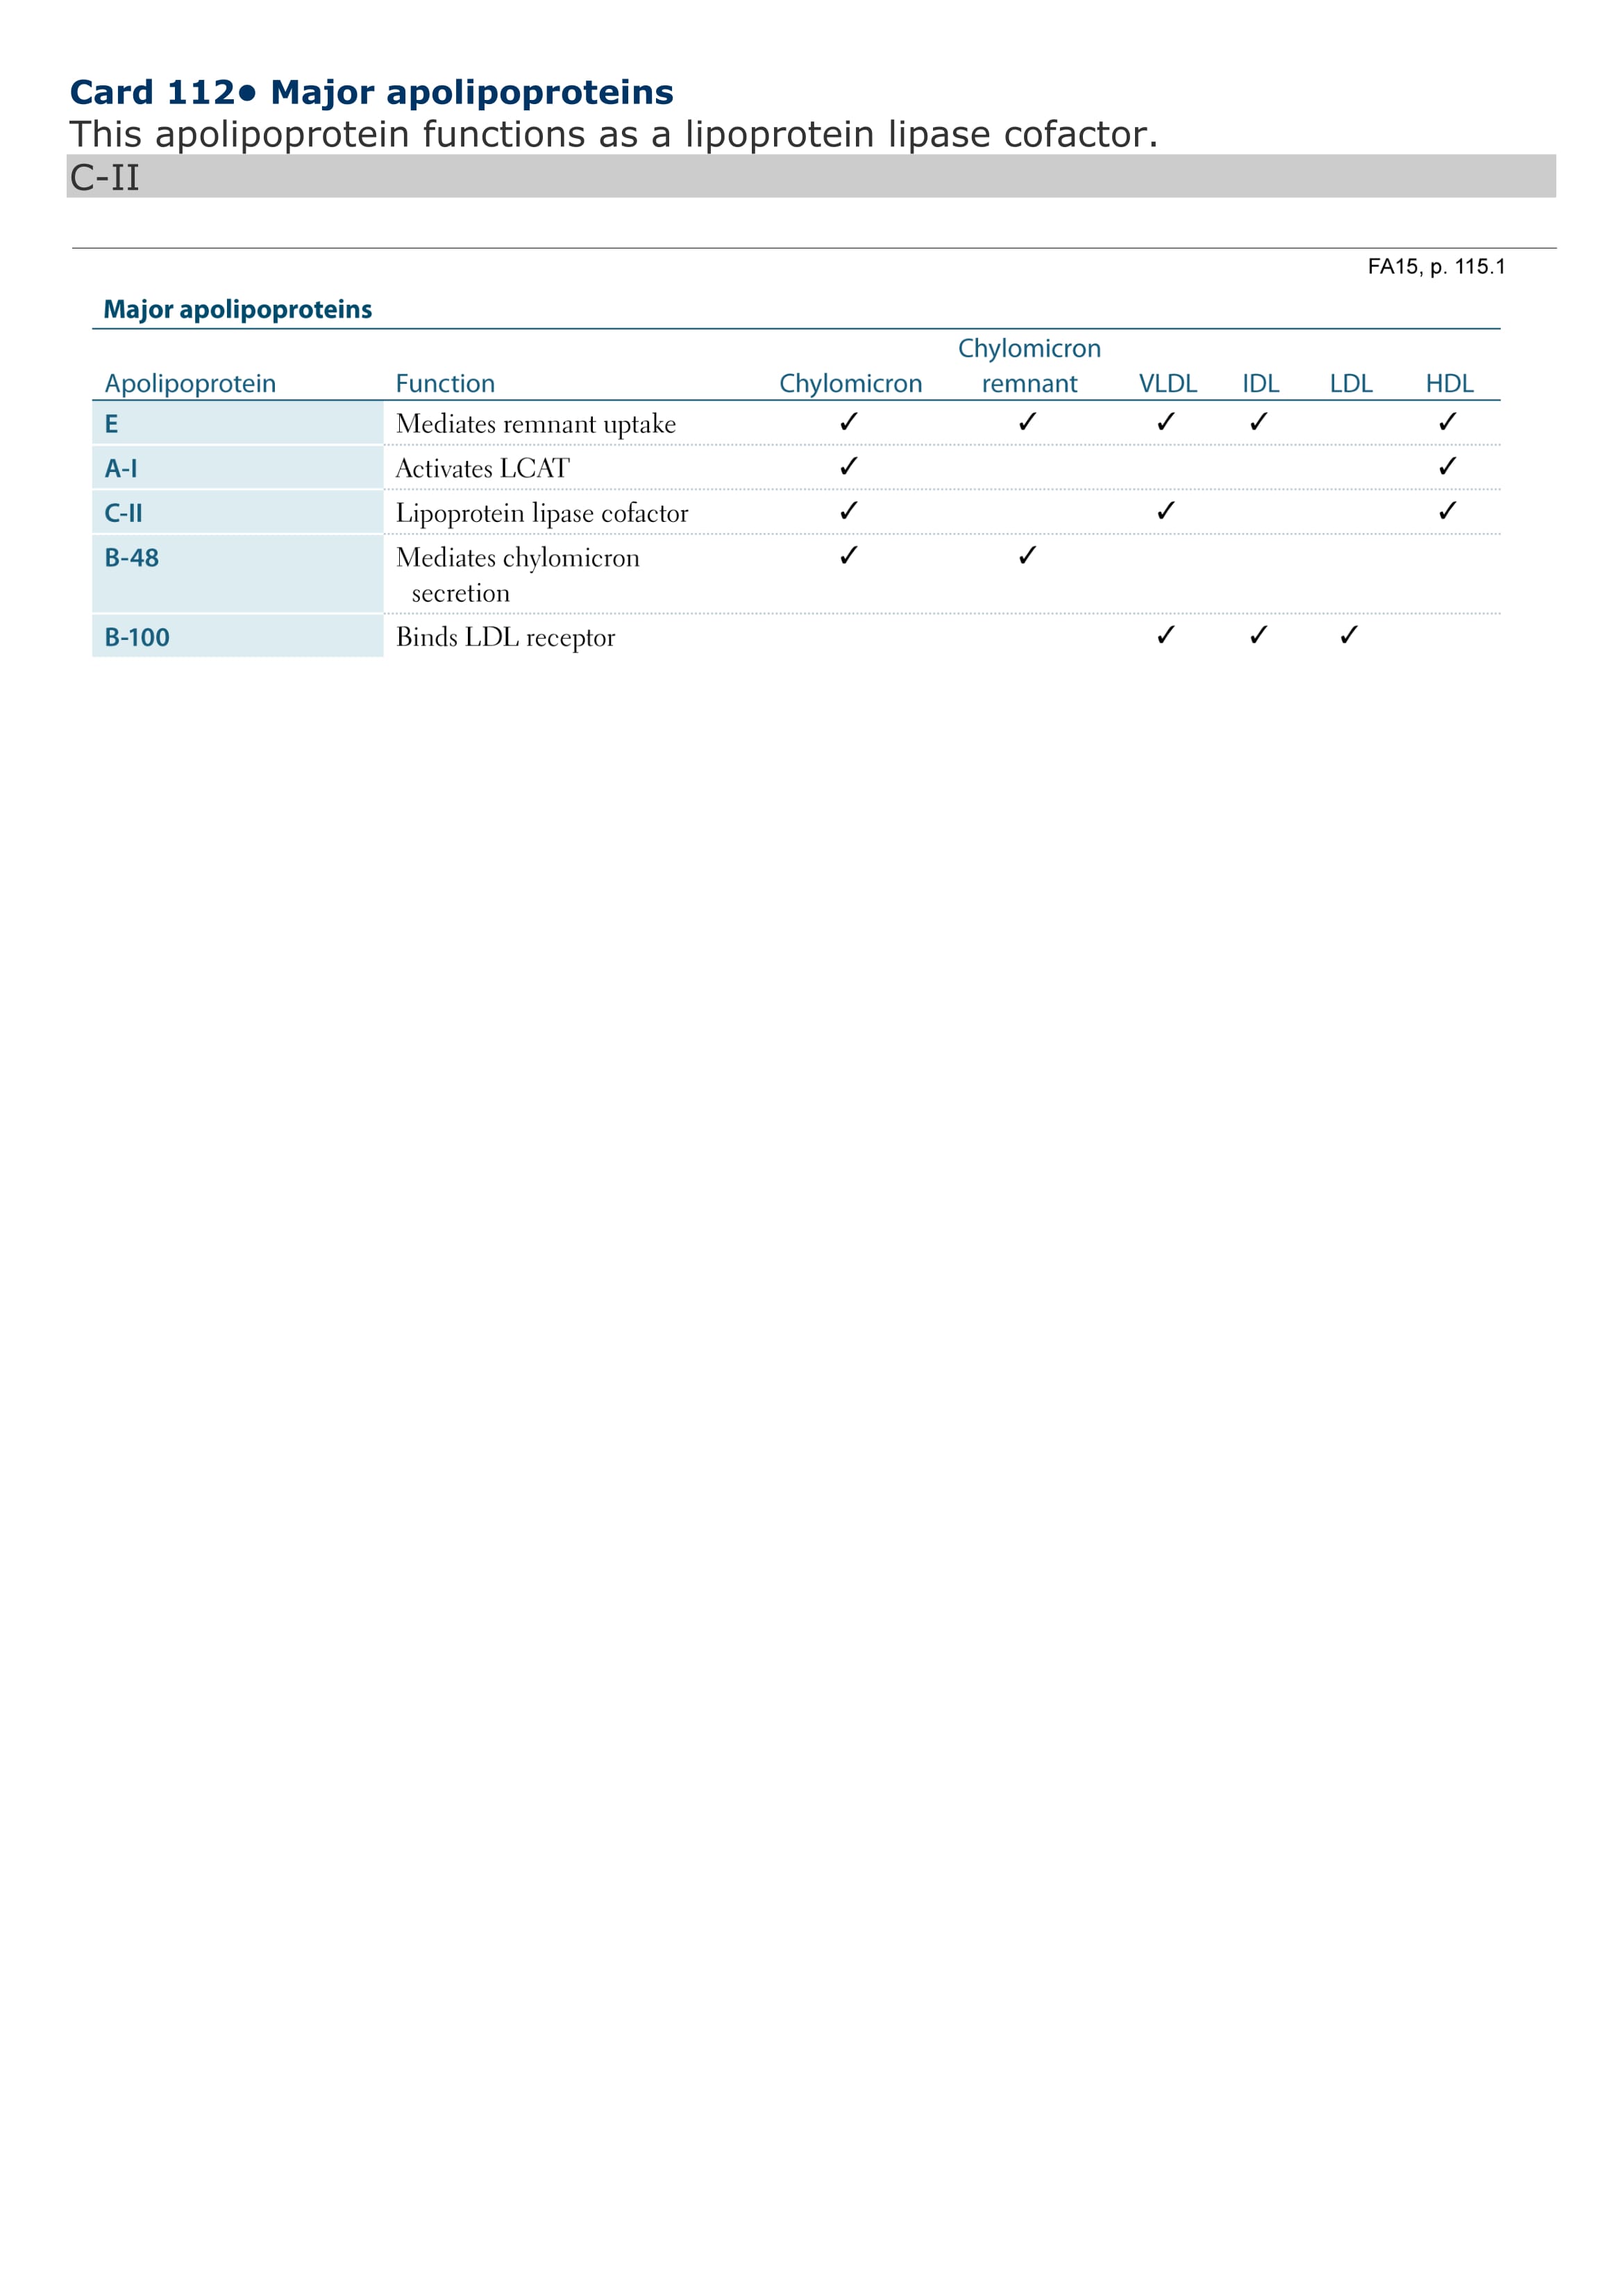 Card 112• Major apolipoproteins
This apolipoprotein functions as a lipoprotein lipase cofactor.
C-II
FA15, p. 115.1
Major apolipoproteins
Chylomicron
Apolipoprotein Function Chylomicron remnant VLDL IDL LDL HDL
E Mediates remnant uptake ✓ ✓ ✓ ✓ ✓
A-I Activates LCAT ✓ ✓
C-II Lipoprotein lipase cofactor ✓ ✓ ✓
B-48 Mediates chylomicron ✓ ✓
secretion
B-100 Binds LDL receptor ✓ ✓ ✓